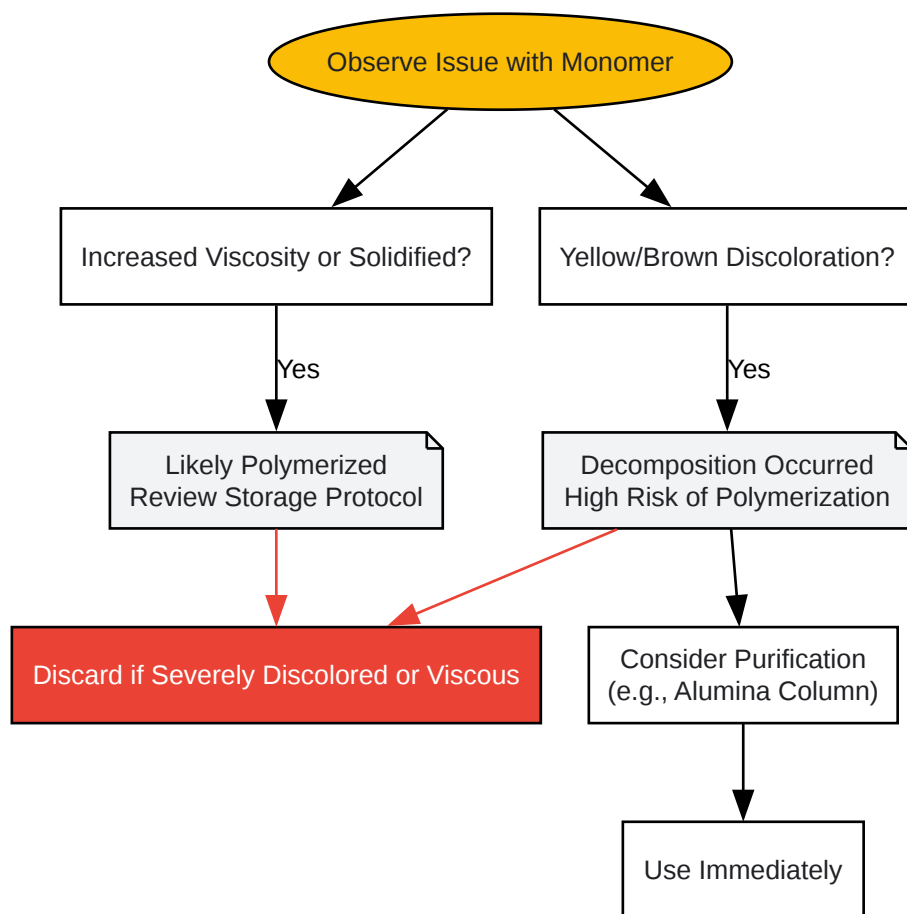 Observe Issue with Monomer
Increased Viscosity or Solidified?
Yellow/Brown Discoloration?
Yes
Yes
Likely Polymerized
Review Storage Protocol
Decomposition Occurred
High Risk of Polymerization
Discard if Severely Discolored or Viscous
Consider Purification
(e.g., Alumina Column)
Use Immediately